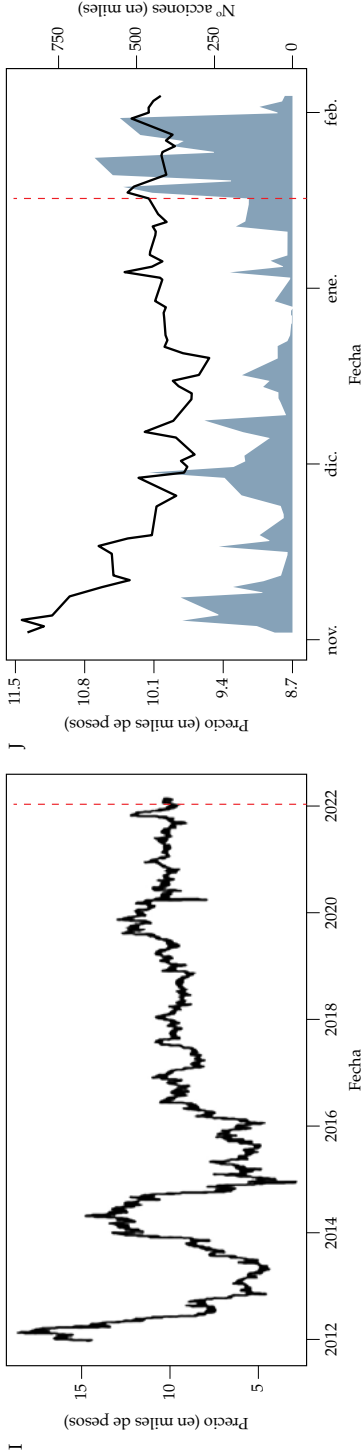 I
Precio (en miles de pesos)
15
10
5
2012 2014 2016 2018 2020 2022
Fecha
J
Precio (en miles de pesos)
11.5
10.8
10.1
9.4
8.7
Nº acciones (en miles)
750
500
250
0
nov. dic. ene. feb.
Fecha